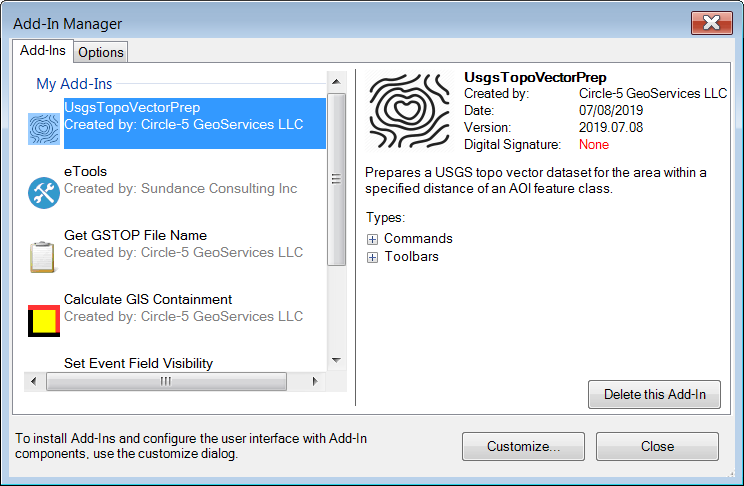 Add-In Manager
Add-Ins
Options
My Add-Ins
UsgsTopoVectorPrep
Created by: Circle-5 GeoServices LLC
eTools
Created by: Sundance Consulting Inc
Get GSTOP File Name
Created by: Circle-5 GeoServices LLC
Calculate GIS Containment
Created by: Circle-5 GeoServices LLC
Set Event Field Visibility
UsgsTopoVectorPrep
Created by: Circle-5 GeoServices LLC
Date: 07/08/2019
Version: 2019.07.08
Digital Signature: None
Prepares a USGS topo vector dataset for the area within a
specified distance of an AOI feature class.
Types:
Commands
Toolbars
Delete this Add-In
To install Add-Ins and configure the user interface with Add-In
components, use the customize dialog.
Customize...
Close